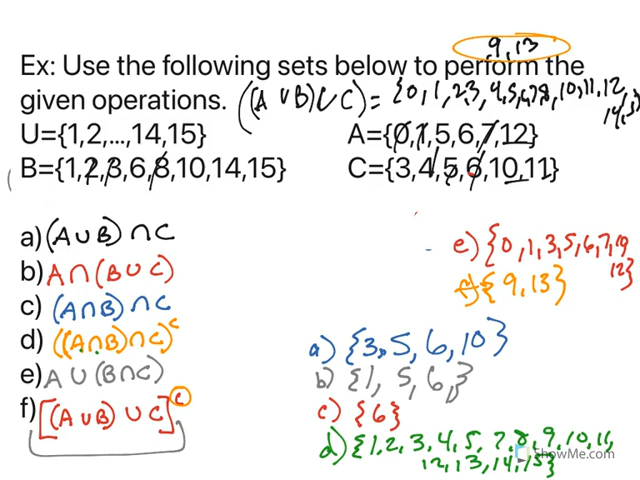 9, 13
Ex: Use the following sets below to perform the
given operations. ((A ∪ B) ∪ C) = {0, 1, 2, 3, 4, 5, 6, 7, 8, 10, 11, 12,
14, 15}
U={1,2,...,14,15} A={0,1,5,6,7,12}
B={1,2,3,6,8,10,14,15} C={3,4,5,6,10,11}
a) (A ∪ B) ∩ C
b) A ∩ (B ∪ C)
c) (A ∩ B) ∩ C
d) ((A ∩ B) ∩ C)ᶜ
e) A ∪ (B ∩ C)
f) [(A ∪ B) ∪ C]ᶜ
e) {0, 1, 3, 5, 6, 7, 10
12}
f) {9, 13}
a) {3, 5, 6, 10}
b) {1, 5, 6, }
c) {6}
d) {1, 2, 3, 4, 5, 7, 8, 9, 10, 11,
12, 13, 14, 15}
ShowMe.com